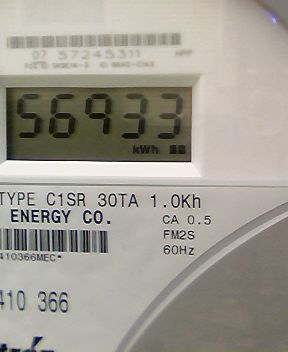 07 57245311
56933
kWh
TYPE C1SR 30TA 1.0Kh
ENERGY CO.
CA 0.5
FM2S
60Hz
410366MEC*
410 366